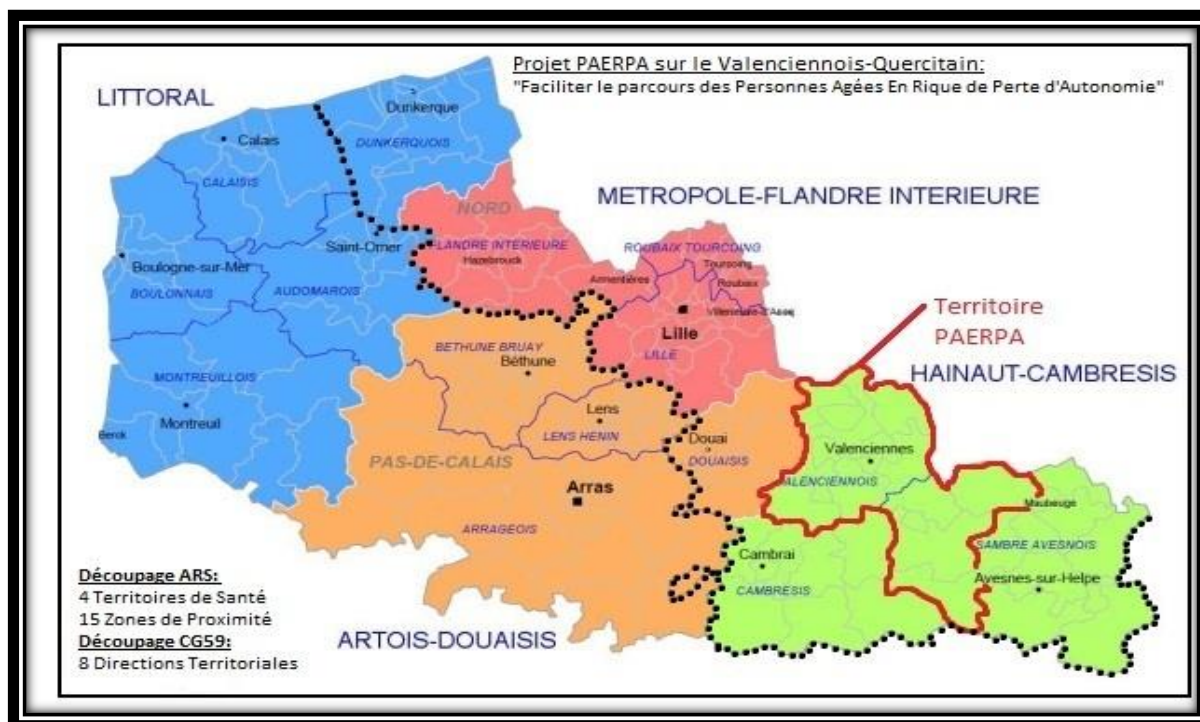 Projet PAERPA sur le Valenciennois-Quercitain:
"Faciliter le parcours des Personnes Agées En Rique de Perte d'Autonomie"
LITTORAL
Dunkerque
DUNKERQUOIS
Calais
CALAISIS
METROPOLE-FLANDRE INTERIEURE
NORD
Saint-Omer
FLANDRE INTERIEURE
Hazebrouck
ROUBAIX TOURCOING
Tourcoing
Armentières
Roubaix
Boulogne-sur-Mer
BOULONNAIS
AUDOMAROIS
Villeneuve-d'Ascq
Lille
LILLE
Territoire
PAERPA
HAINAUT-CAMBRESIS
BETHUNE BRUAY
Béthune
MONTREUILLOIS
Montreuil
Berck
Lens
LENS HENIN
Douai
DOUAISIS
Valenciennes
VALENCIENNOIS
PAS-DE-CALAIS
Arras
ARRAGEOIS
Maubeuge
SAMBRE AVESNOIS
Cambrai
CAMBRESIS
Avesnes-sur-Helpe
Découpage ARS:
4 Territoires de Santé
15 Zones de Proximité
Découpage CG59:
8 Directions Territoriales
ARTOIS-DOUAISIS